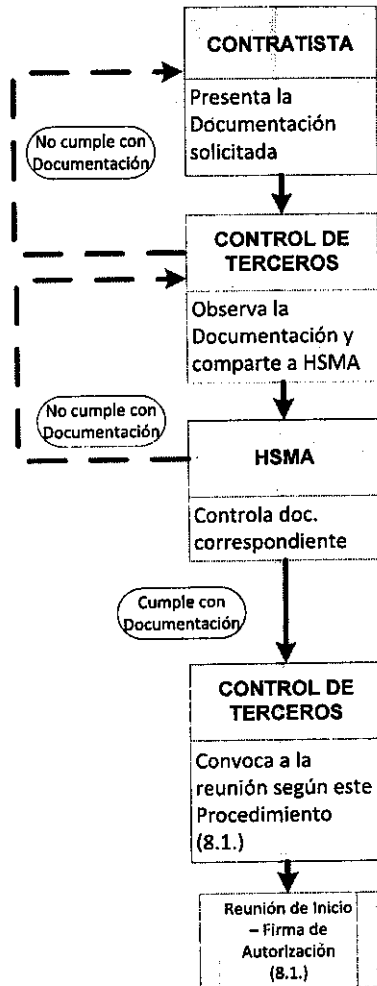 CONTRATISTA
Presenta la
Documentación
solicitada
No cumple con
Documentación
CONTROL DE
TERCEROS
Observa la
Documentación y
comparte a HSMA
No cumple con
Documentación
HSMA
Controla doc.
correspondiente
Cumple con
Documentación
CONTROL DE
TERCEROS
Convoca a la
reunión según este
Procedimiento
(8.1.)
Reunión de Inicio
– Firma de
Autorización
(8.1.)